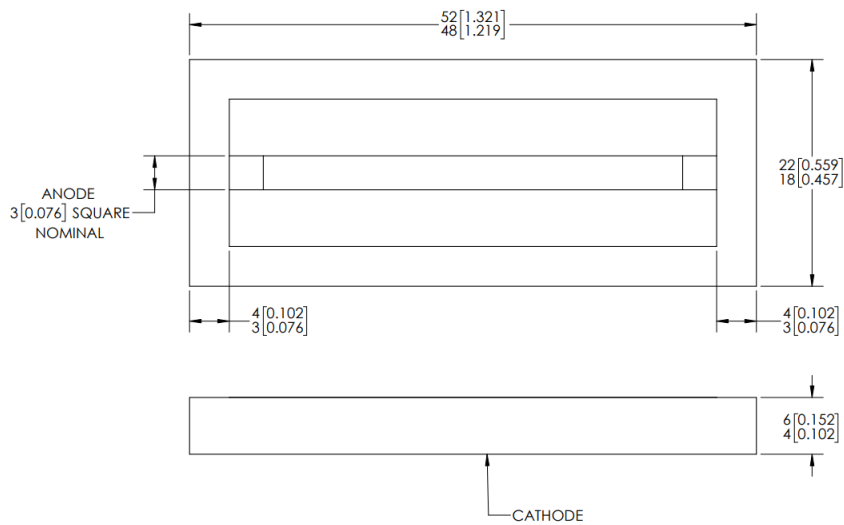 52[1.321]
48[1.219]
22[0.559]
18[0.457]
ANODE
3[0.076] SQUARE
NOMINAL
4[0.102]
3[0.076]
4[0.102]
3[0.076]
6[0.152]
4[0.102]
CATHODE